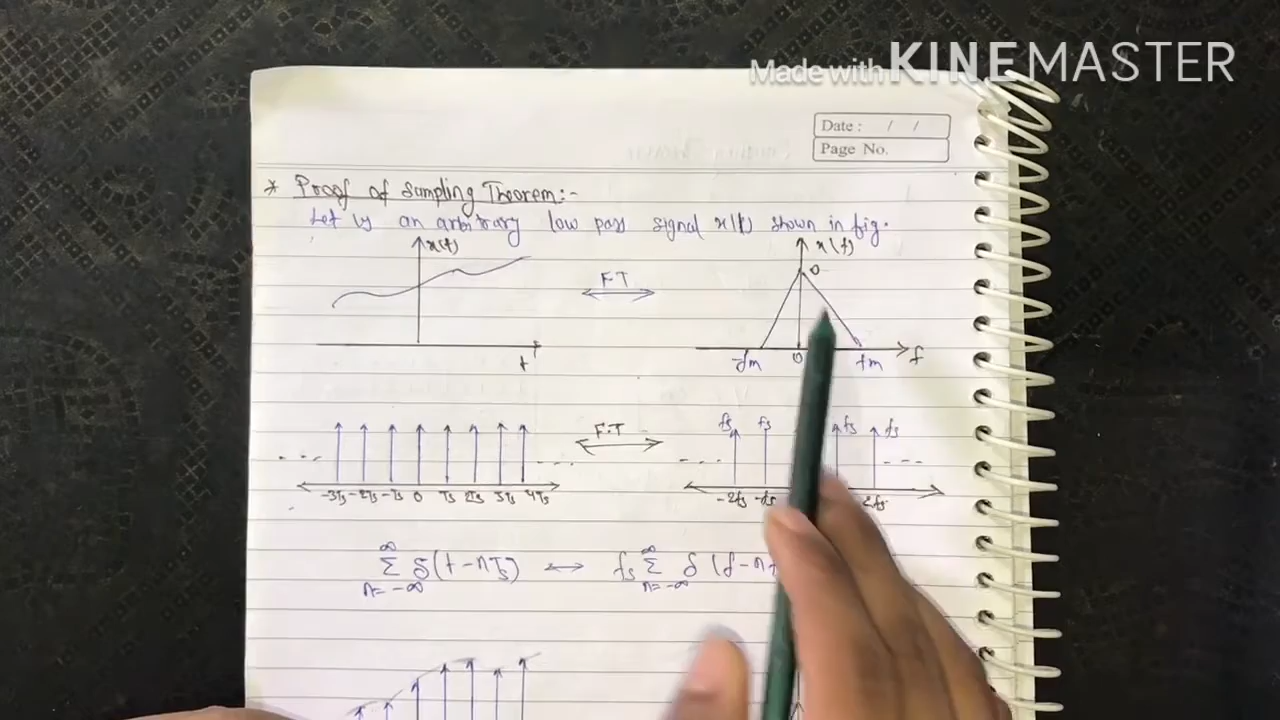 Made with KINEMASTER
Date : / /
Page No.
* Proof of Sampling Theorem:-
Let us an arbitrary low pass signal x(t) shown in fig.
x(t) x(f)
F.T
t -fm 0 fm f
fs fs fs fs
F.T
-3Ts -2Ts -Ts 0 Ts 2Ts 3Ts 4Ts -2fs -fs 2fs
∞ ∞
Σ δ(t-nTs) ↔ fs Σ δ(f-n
n=-∞ n=-∞